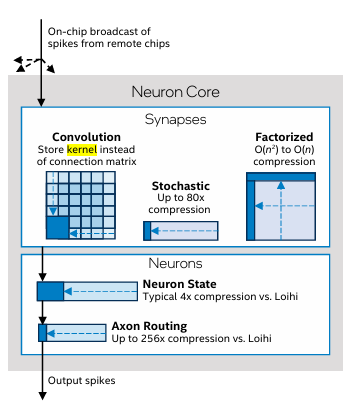 On-chip broadcast of
spikes from remote chips
Neuron Core
Synapses
Convolution
Store kernel instead
of connection matrix
Stochastic
Up to 80x
compression
Factorized
O(n²) to O(n)
compression
Neurons
Neuron State
Typical 4x compression vs. Loihi
Axon Routing
Up to 256x compression vs. Loihi
Output spikes